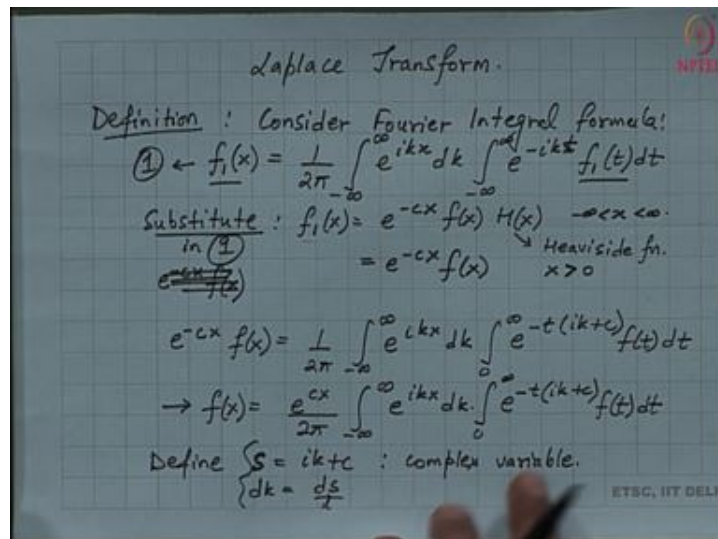 Laplace Transform.
NPTEL
Definition : Consider Fourier Integral formula:
① ← f₁(x) = 1/2π ∫_{-∞}^{∞} e^{ikx} dk ∫_{-∞}^{∞} e^{-ikt} f₁(t) dt
Substitute : f₁(x) = e^{-cx} f(x) H(x) -∞<x<∞.
in ① ↘ Heaviside fn.
= e^{-cx} f(x) x>0
e^{-cx} f(x) = 1/2π ∫_{-∞}^{∞} e^{ikx} dk ∫_{0}^{∞} e^{-t(ik+c)} f(t) dt
→ f(x) = e^{cx}/2π ∫_{-∞}^{∞} e^{ikx} dk. ∫_{0}^{∞} e^{-t(ik+c)} f(t) dt
Define { s = ik+c : complex variable.
{ dk = ds/i
ETSC, IIT DEL